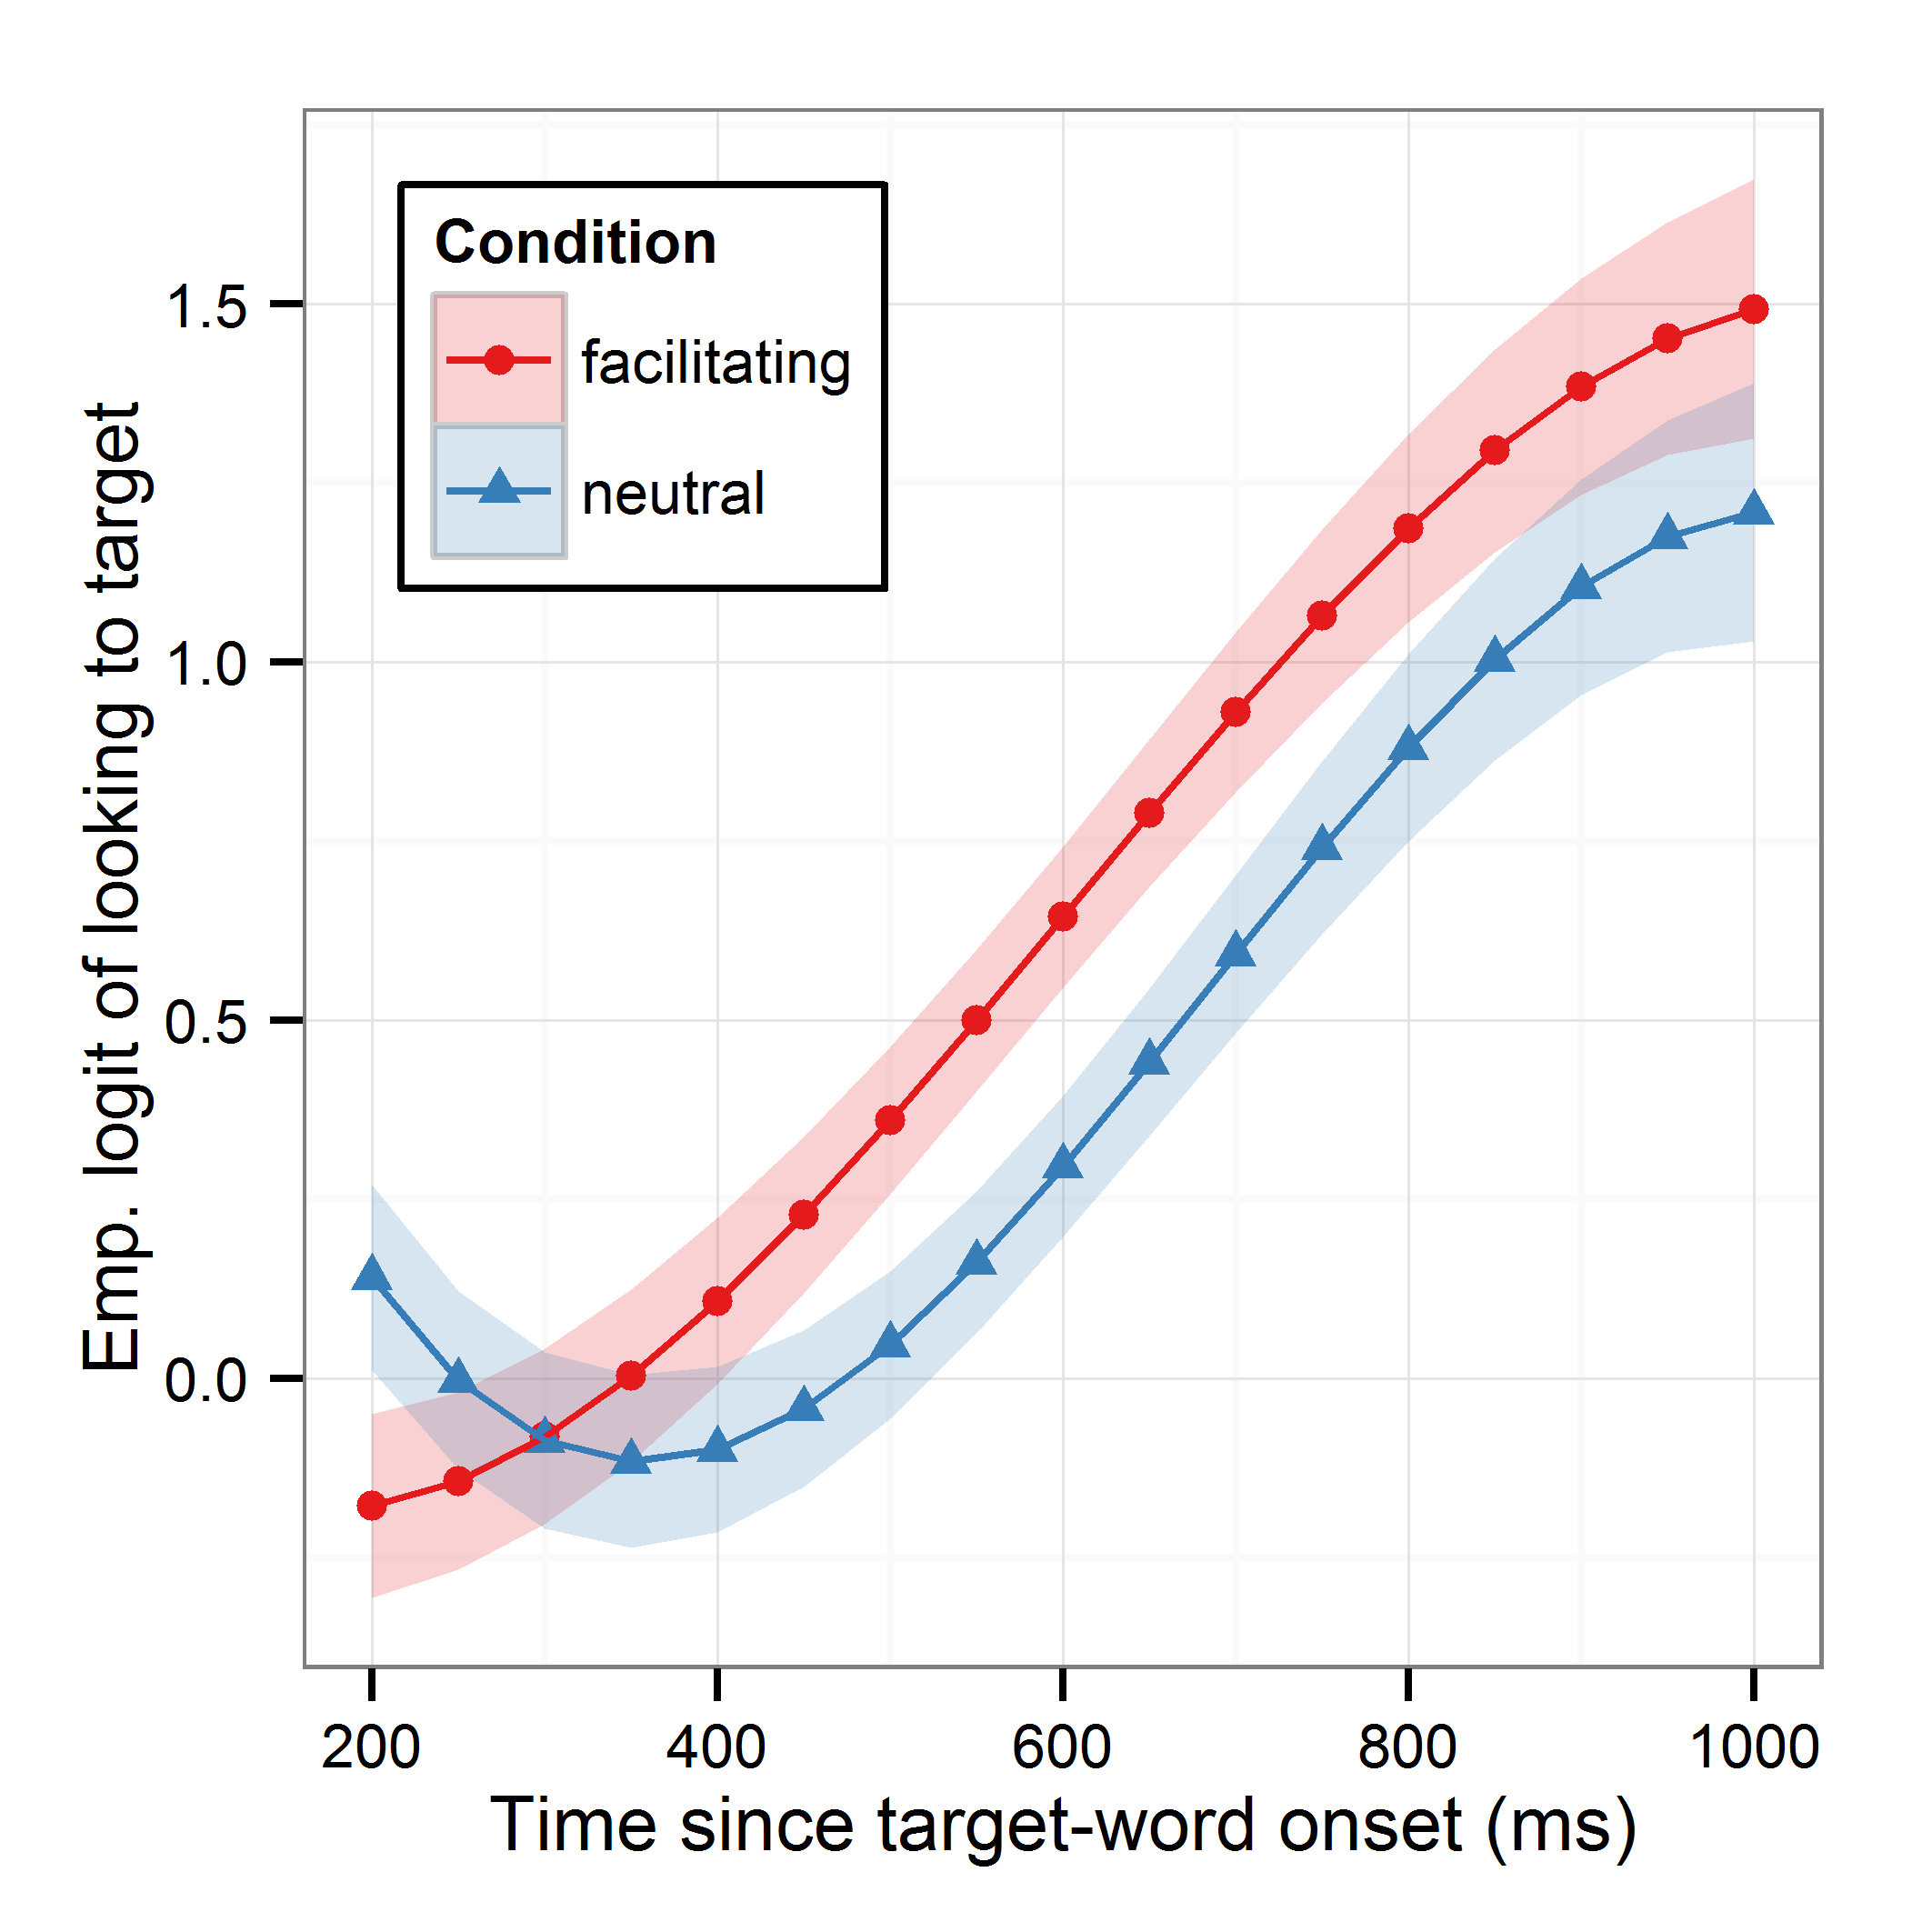 Condition
facilitating
neutral
Emp. logit of looking to target
1.5
1.0
0.5
0.0
200 400 600 800 1000
Time since target-word onset (ms)